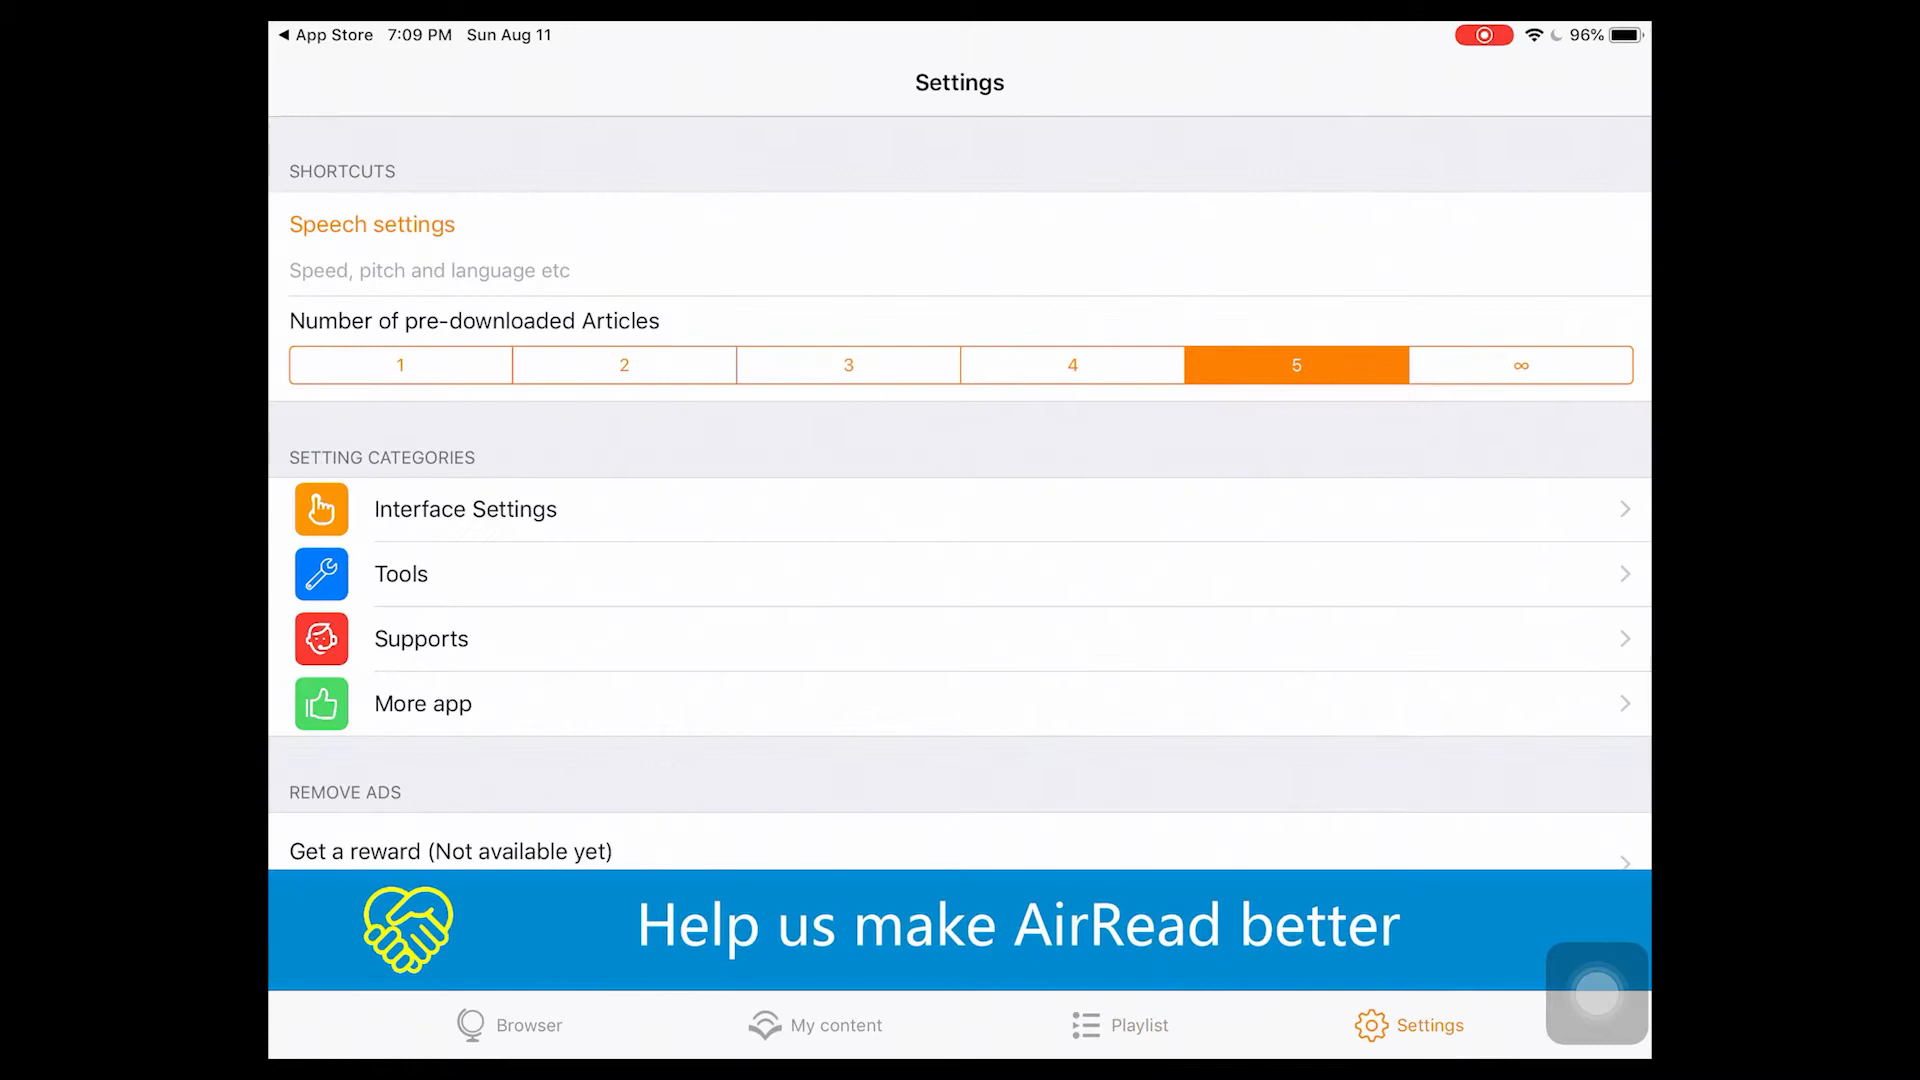 App Store 7:09 PM Sun Aug 11 96%
Settings
SHORTCUTS
Speech settings
Speed, pitch and language etc
Number of pre-downloaded Articles
1 2 3 4 5 ∞
SETTING CATEGORIES
Interface Settings
Tools
Supports
More app
REMOVE ADS
Get a reward (Not available yet)
Help us make AirRead better
Browser My content Playlist Settings